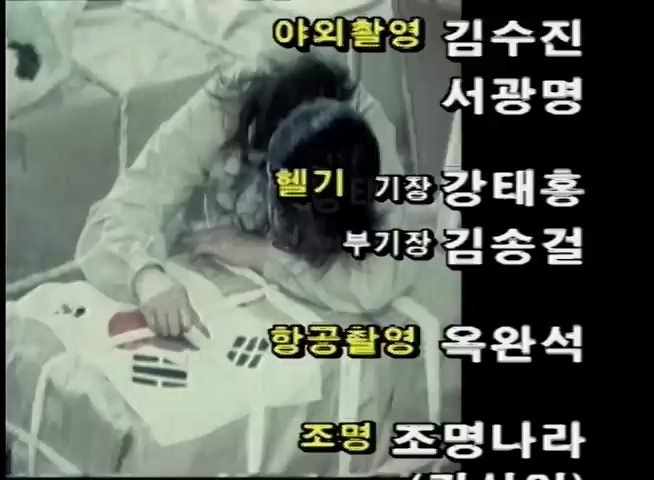 야외촬영 김수진
서광명
헬기 기장 강태홍
부기장 김송걸
항공촬영 옥완석
조명 조명나라